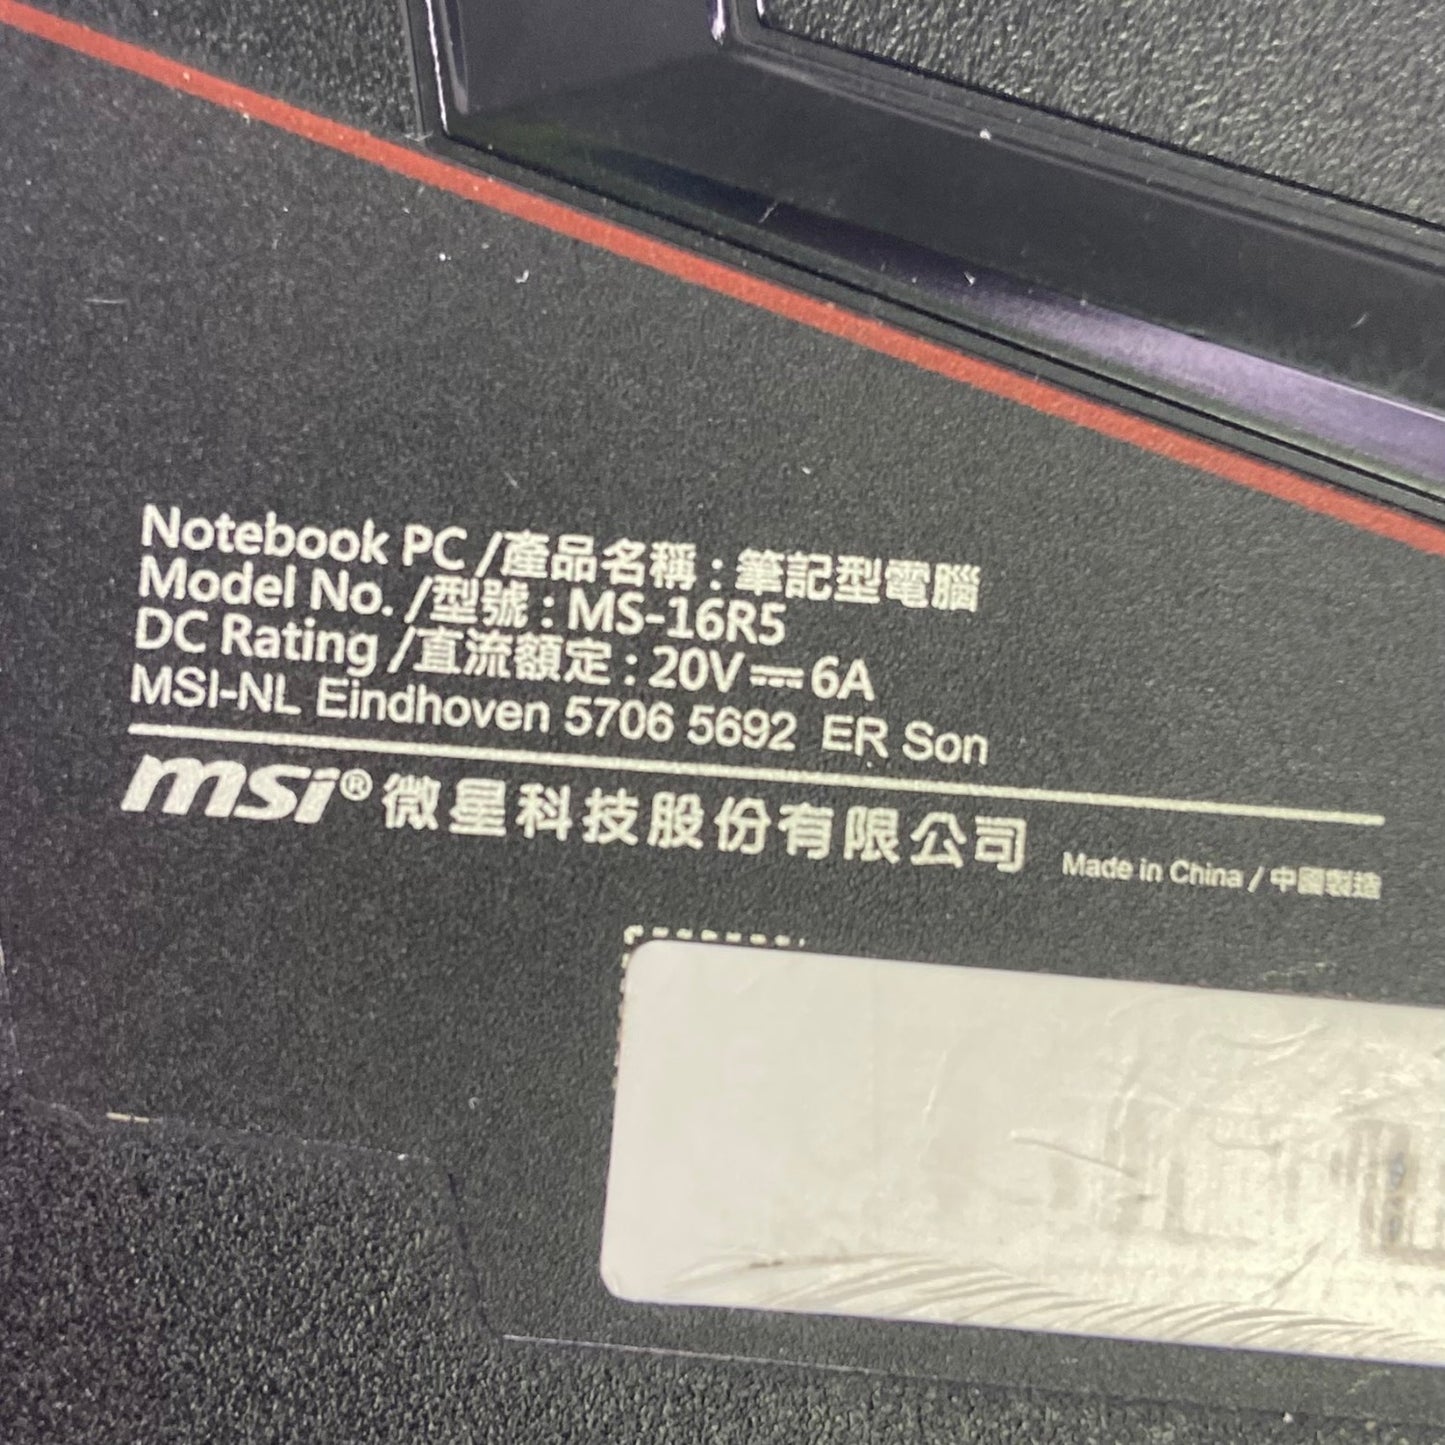 Notebook PC /產品名稱 : 筆記型電腦
Model No. /型號 : MS-16R5
DC Rating /直流額定 : 20V⎓6A
MSI-NL Eindhoven 5706 5692 ER Son
msi® 微星科技股份有限公司
Made in China / 中國製造